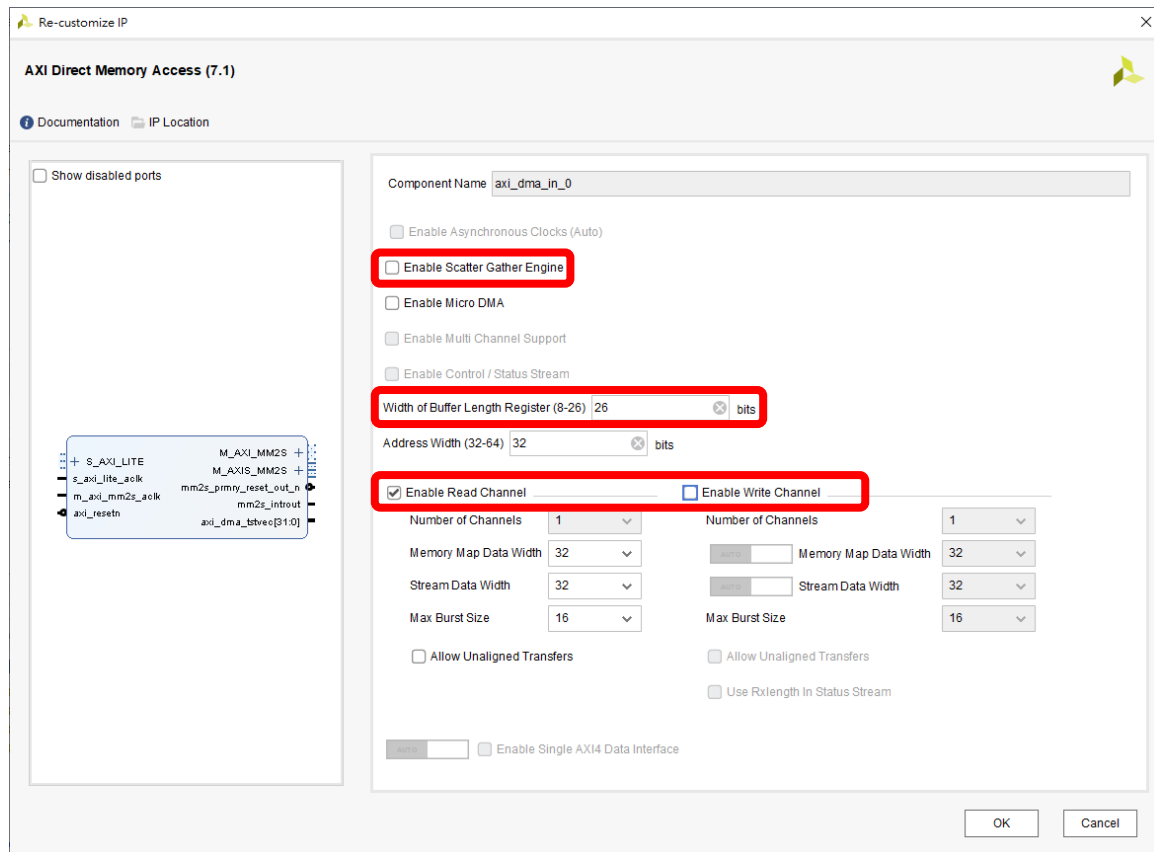 Re-customize IP
AXI Direct Memory Access (7.1)
Documentation IP Location
Show disabled ports
S_AXI_LITE
s_axi_lite_aclk
m_axi_mm2s_aclk
axi_resetn
M_AXI_MM2S
M_AXIS_MM2S
mm2s_prmry_reset_out_n
mm2s_introut
axi_dma_tstvec[31:0]
Component Name axi_dma_in_0
Enable Asynchronous Clocks (Auto)
Enable Scatter Gather Engine
Enable Micro DMA
Enable Multi Channel Support
Enable Control / Status Stream
Width of Buffer Length Register (8-26) 26 bits
Address Width (32-64) 32 bits
Enable Read Channel Enable Write Channel
Number of Channels 1 Number of Channels 1
Memory Map Data Width 32 AUTO Memory Map Data Width 32
Stream Data Width 32 AUTO Stream Data Width 32
Max Burst Size 16 Max Burst Size 16
Allow Unaligned Transfers Allow Unaligned Transfers
Use Rxlength In Status Stream
AUTO Enable Single AXI4 Data Interface
OK Cancel